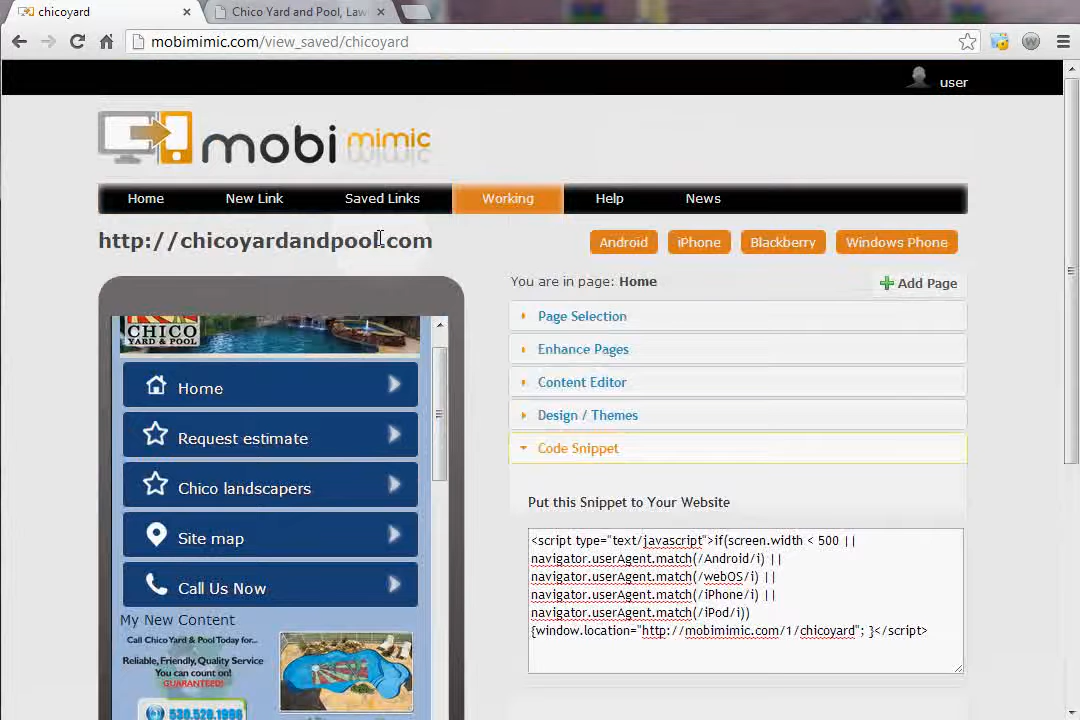 chicoyard
Chico Yard and Pool, Law
mobimimic.com/view_saved/chicoyard
user
mobi mimic
Home New Link Saved Links Working Help News
http://chicoyardandpool.com
Android iPhone Blackberry Windows Phone
You are in page: Home
Add Page
CHICO
YARD & POOL
Home
Request estimate
Chico landscapers
Site map
Call Us Now
My New Content
Call Chico Yard & Pool Today for...
Reliable, Friendly, Quality Service
You can count on!
GUARANTEED!
530.520.1996
Page Selection
Enhance Pages
Content Editor
Design / Themes
Code Snippet
Put this Snippet to Your Website
<script type="text/javascript">if(screen.width < 500 ||
navigator.userAgent.match(/Android/i) ||
navigator.userAgent.match(/webOS/i) ||
navigator.userAgent.match(/iPhone/i) ||
navigator.userAgent.match(/iPod/i))
{window.location="http://mobimimic.com/1/chicoyard"; }</script>